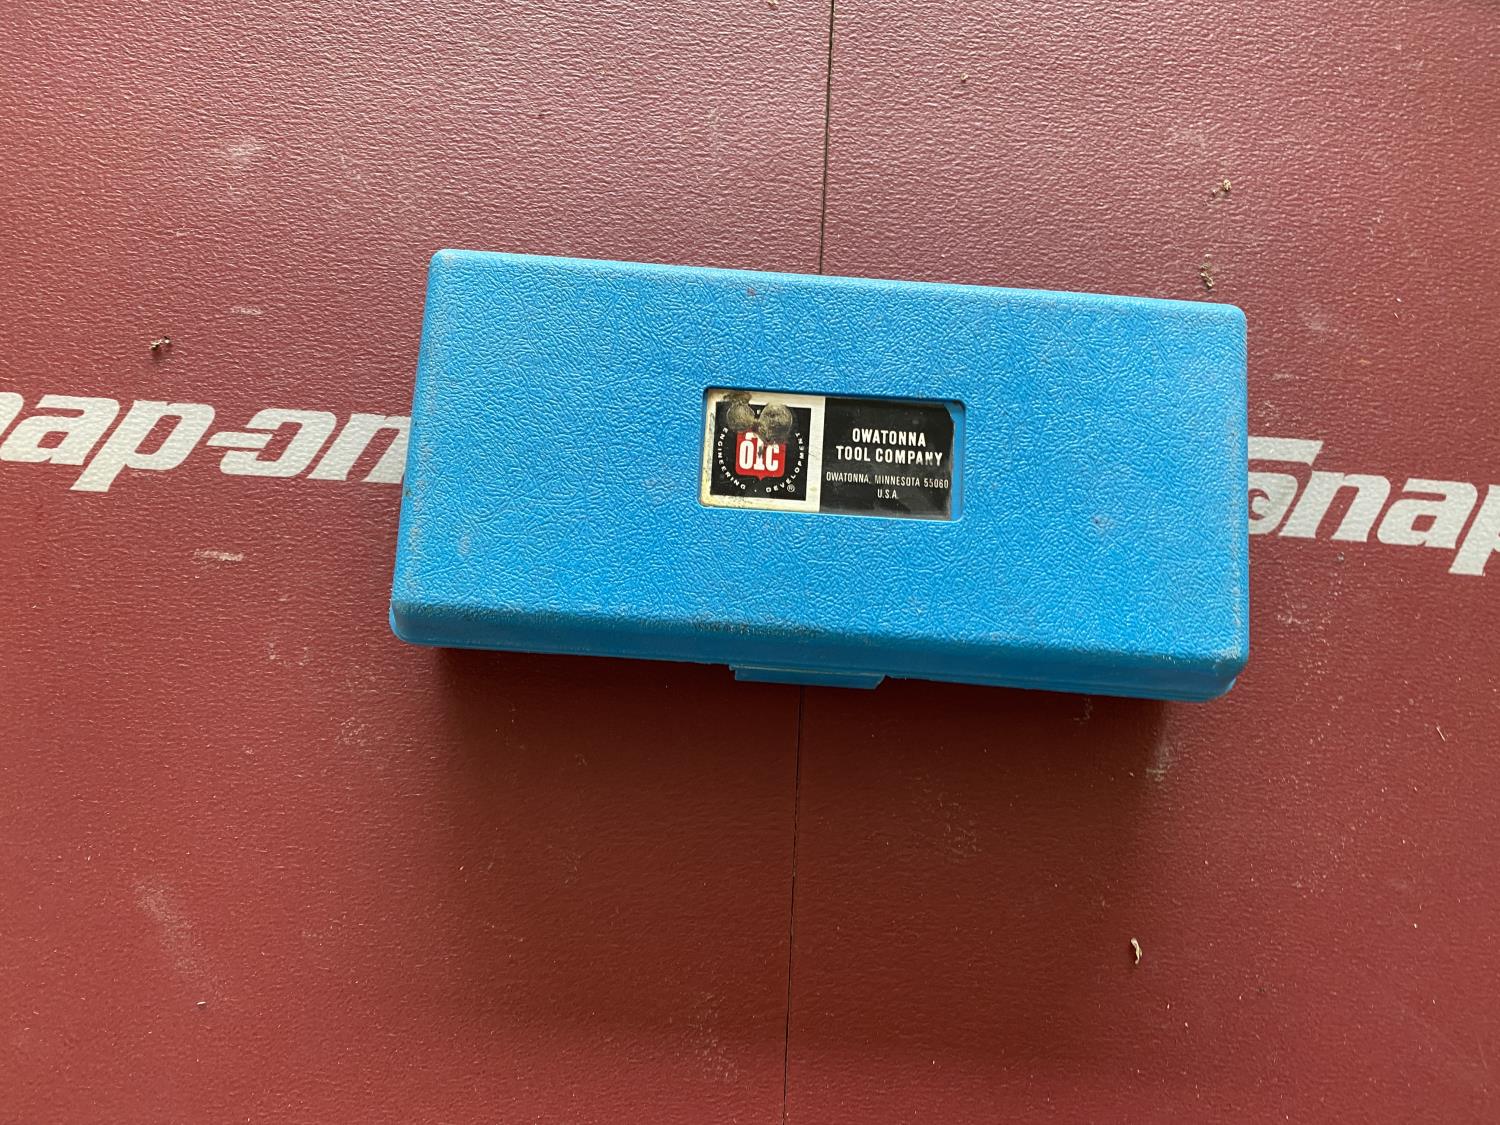 nap-on
Snap
OTC
ENGINEERING · DEVELOPMENT
®
OWATONNA
TOOL COMPANY
OWATONNA, MINNESOTA 55060
U.S.A.